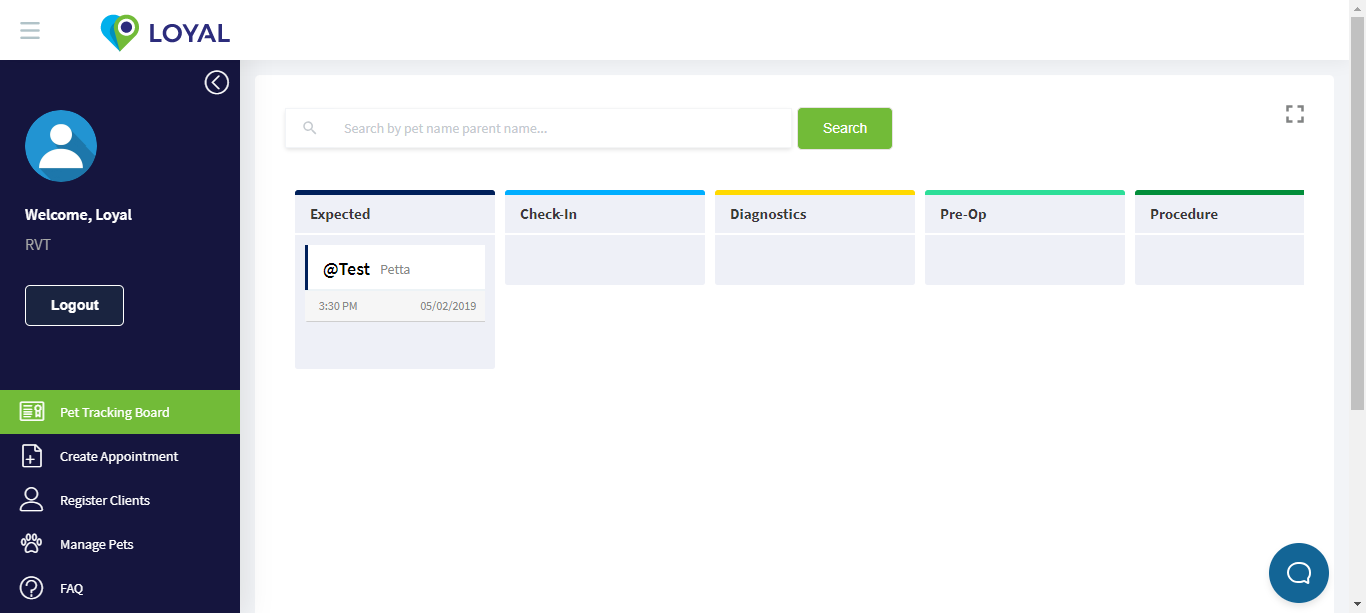 LOYAL
Welcome, Loyal
RVT
Logout
Pet Tracking Board
Create Appointment
Register Clients
Manage Pets
FAQ
Search by pet name parent name...
Search
Expected
Check-In
Diagnostics
Pre-Op
Procedure
@Test Petta
3:30 PM 05/02/2019